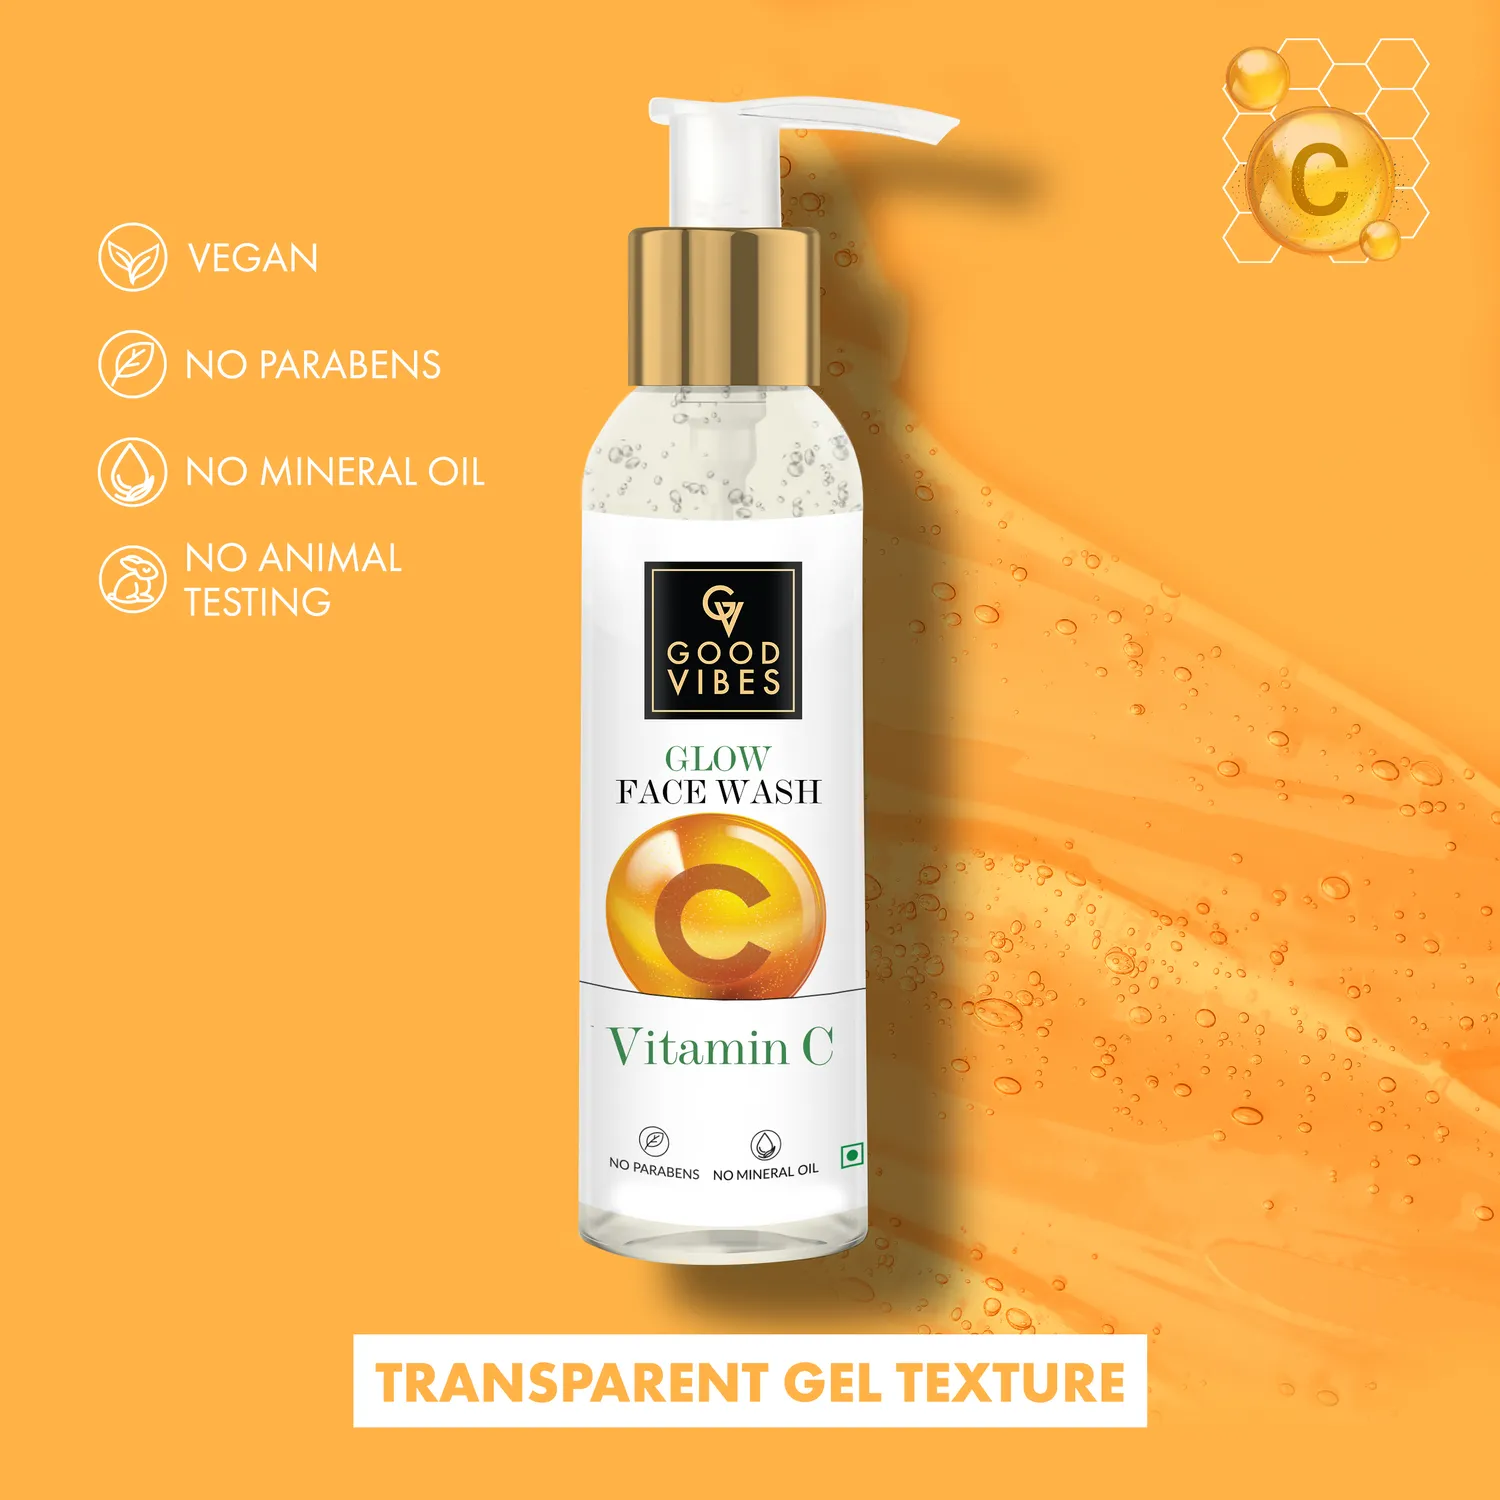 C
VEGAN
NO PARABENS
NO MINERAL OIL
NO ANIMAL
TESTING
GV
GOOD
VIBES
GLOW
FACE WASH
C
Vitamin C
NO PARABENS NO MINERAL OIL
TRANSPARENT GEL TEXTURE